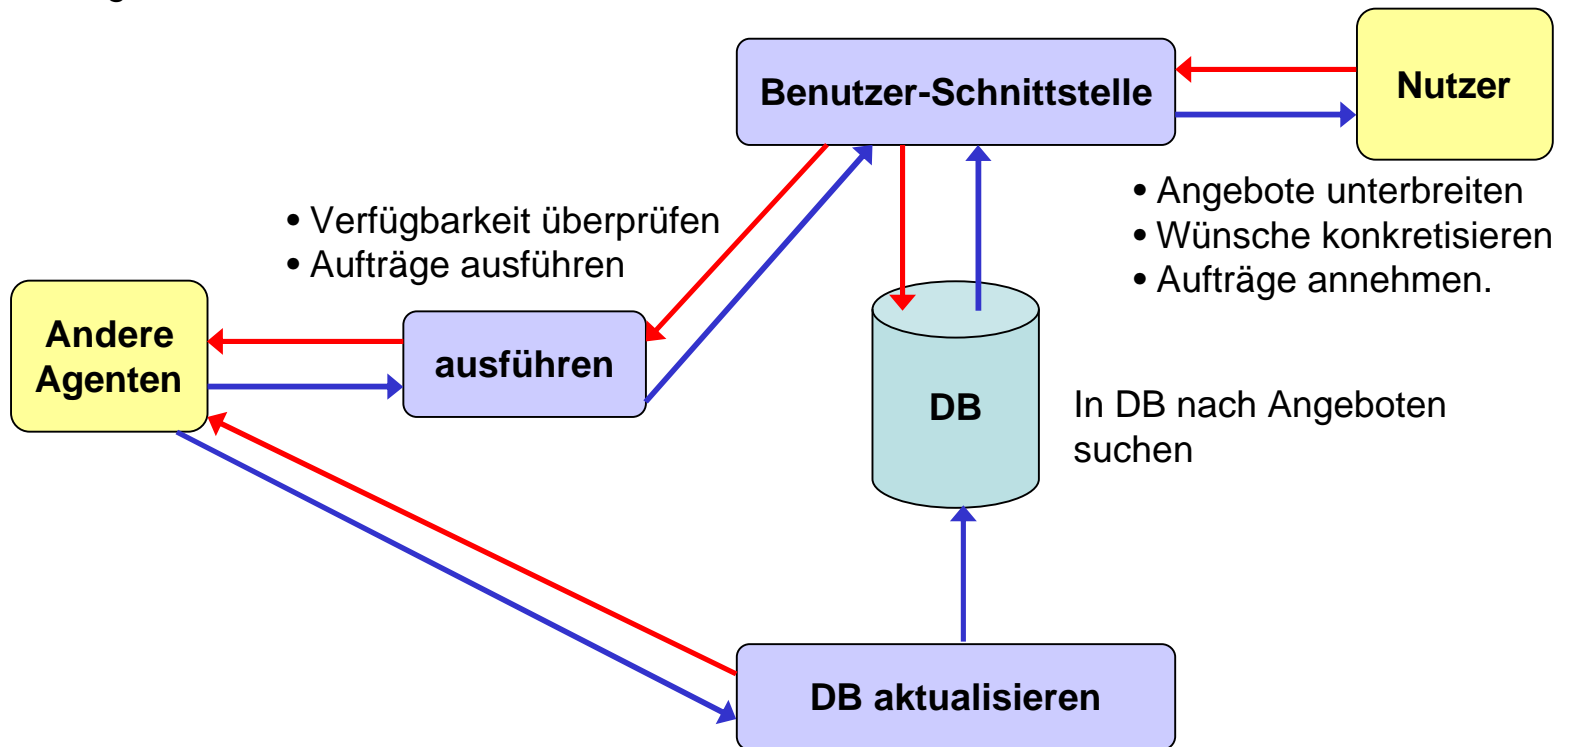 Benutzer-Schnittstelle
Nutzer
• Angebote unterbreiten
• Wünsche konkretisieren
• Aufträge annehmen.
• Verfügbarkeit überprüfen
• Aufträge ausführen
Andere
Agenten
ausführen
DB
In DB nach Angeboten
suchen
DB aktualisieren